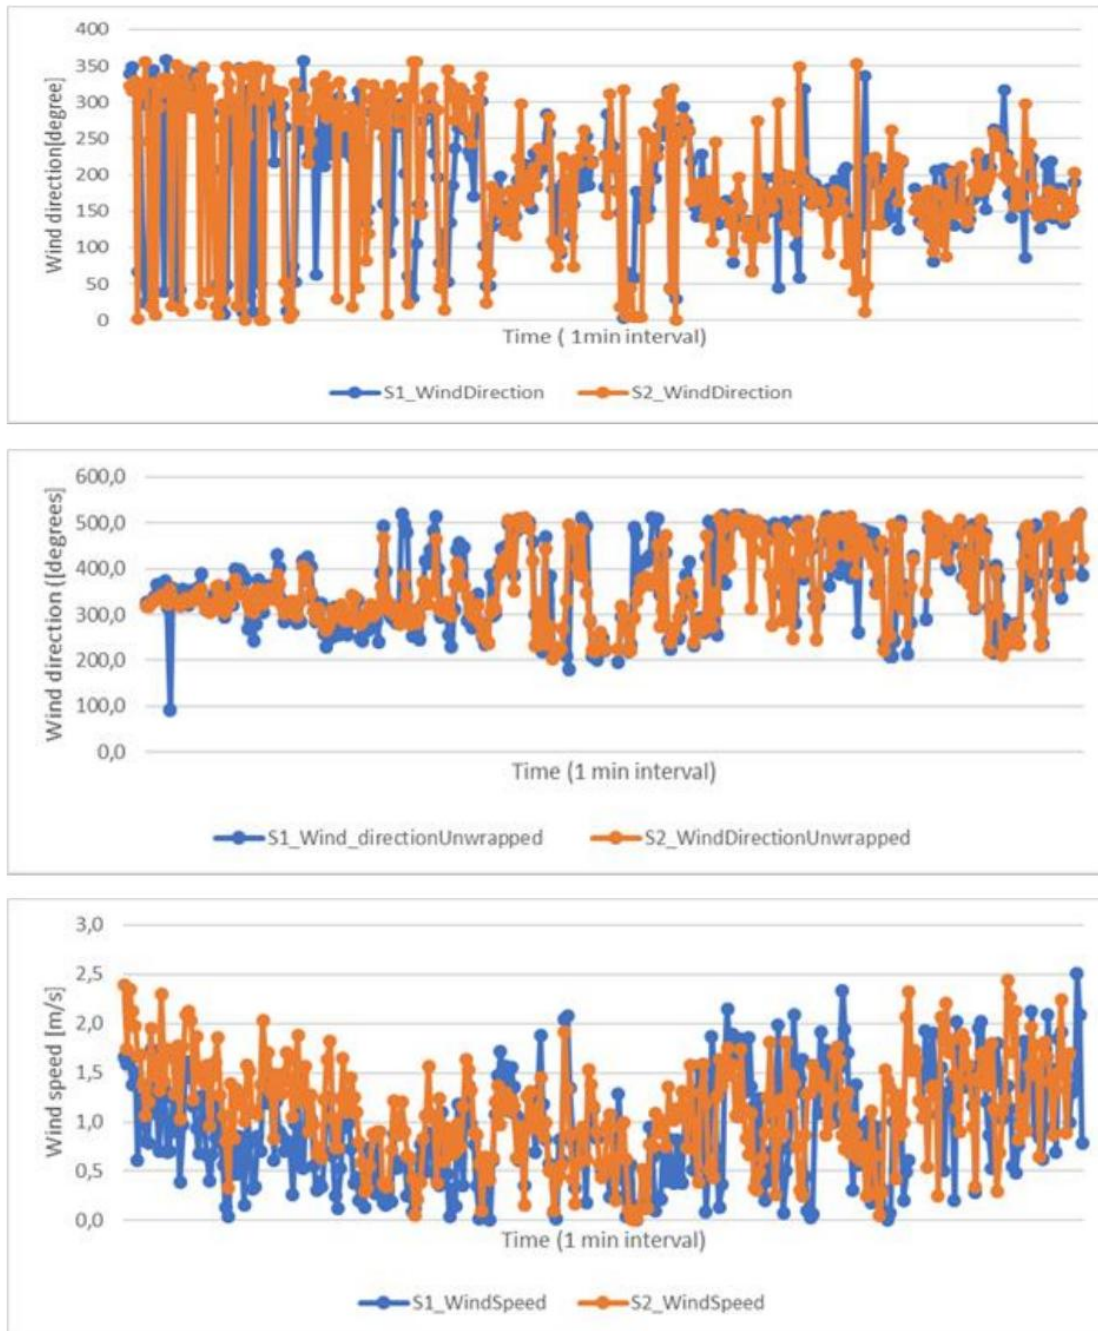 400
350
300
250
200
150
100
50
0
Wind direction[degree]
Time ( 1min interval)
S1_WindDirection S2_WindDirection
600,0
500,0
400,0
300,0
200,0
100,0
0,0
Wind direction ([degrees]
Time (1 min interval)
S1_Wind_directionUnwrapped S2_WindDirectionUnwrapped
3,0
2,5
2,0
1,5
1,0
0,5
0,0
Wind speed [m/s]
Time (1 min interval)
S1_WindSpeed S2_WindSpeed